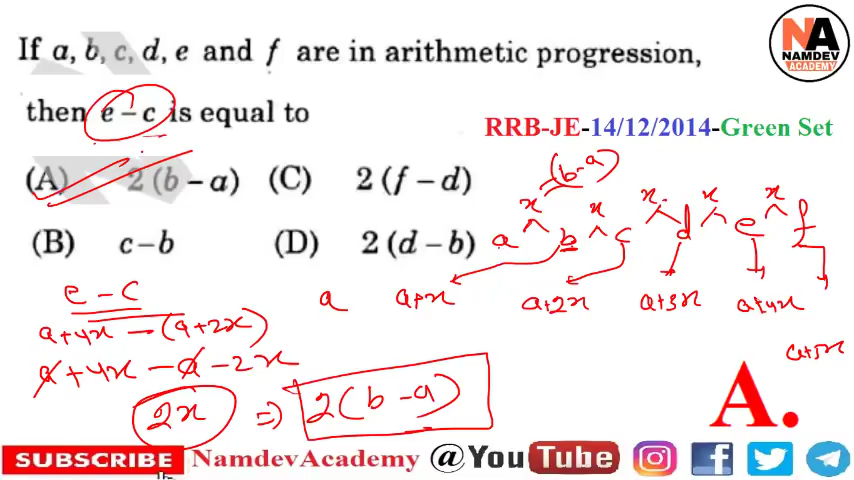 If a, b, c, d, e and f are in arithmetic progression,
then e – c is equal to
(A) 2 (b – a) (C) 2 (f – d)
(B) c – b (D) 2 (d – b)
NA
NAMDEV
ACADEMY
RRB-JE-14/12/2014-Green Set
(b-a)
x x x x x
a b c d e f
a a+x a+2x a+3x a+4x
a+5x
e - c
a+4x - (a+2x)
a+4x - a - 2x
2x ⇒ 2(b-a)
A.
SUBSCRIBE NamdevAcademy @YouTube